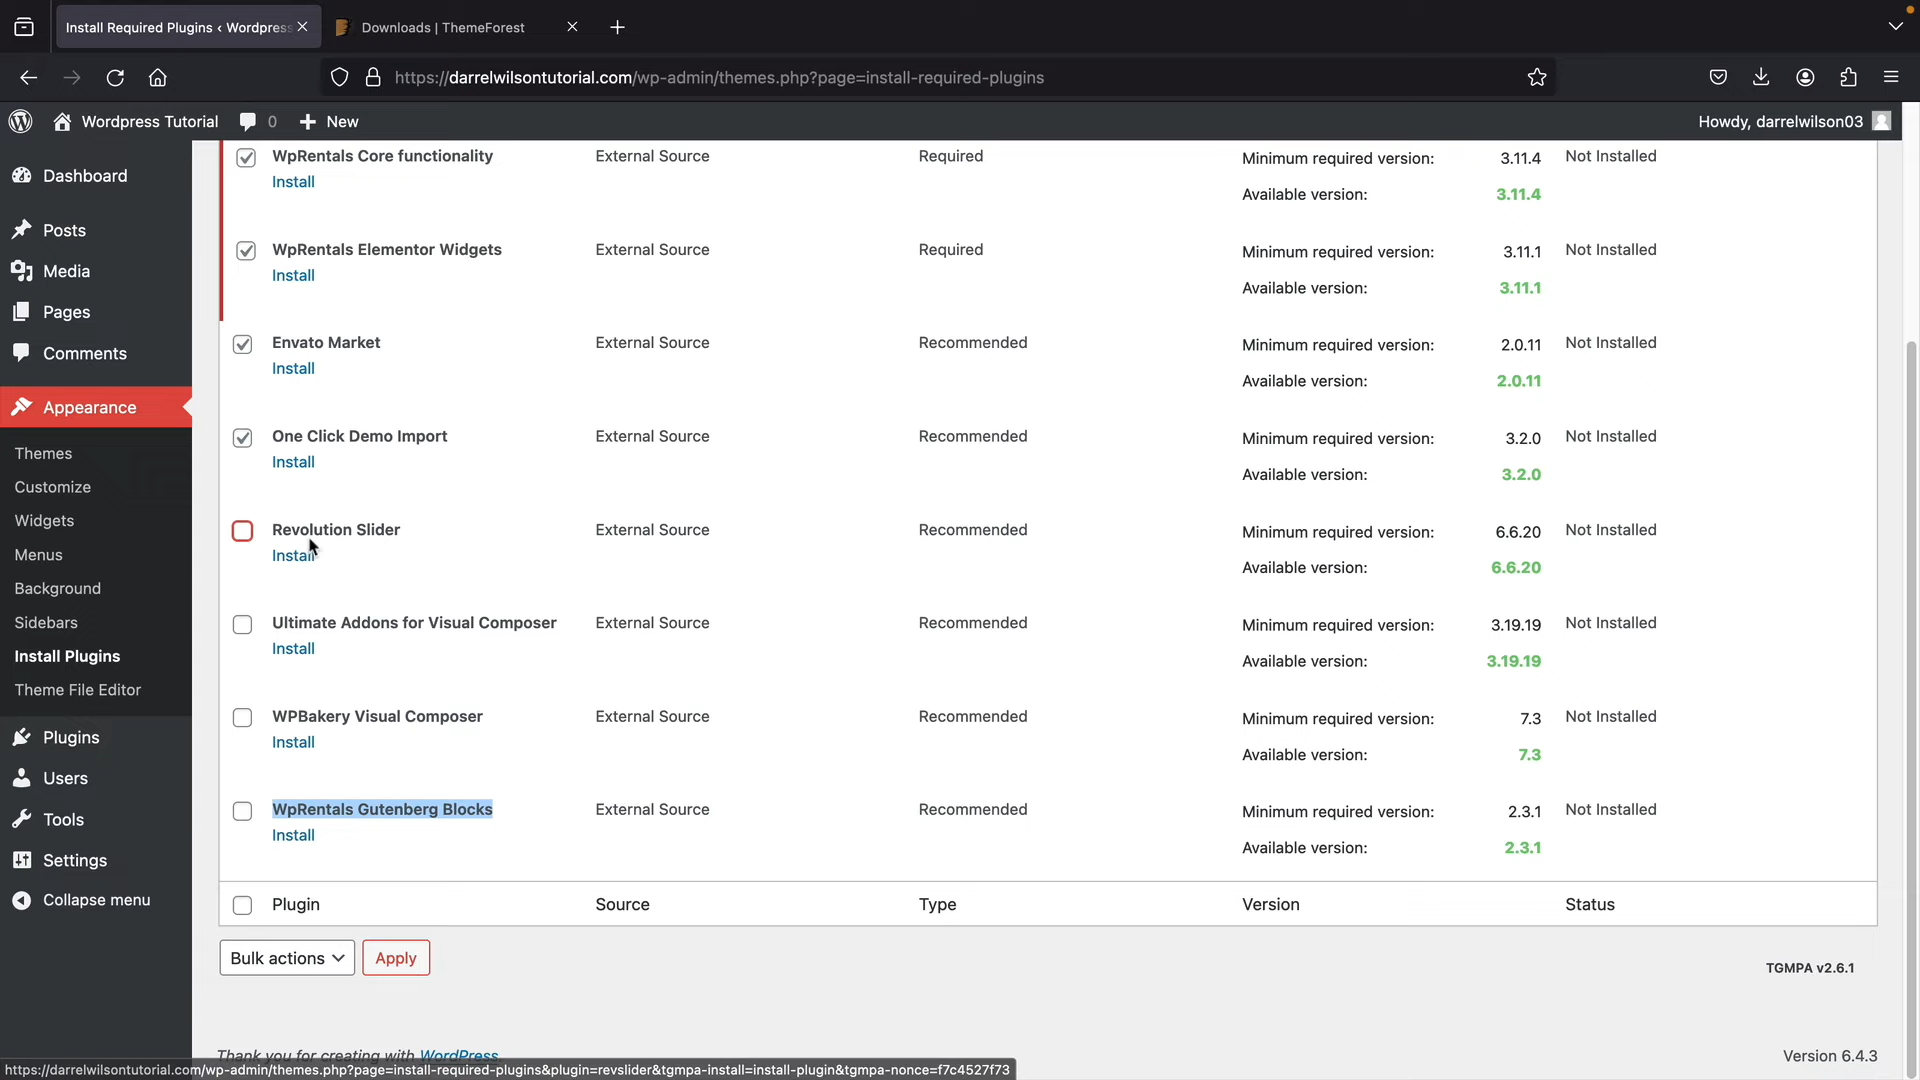 Install Required Plugins ‹ Wordpress
Downloads | ThemeForest
https://darrelwilsontutorial.com/wp-admin/themes.php?page=install-required-plugins
Wordpress Tutorial
0
New
Howdy, darrelwilson03
Dashboard
Posts
Media
Pages
Comments
Appearance
Themes
Customize
Widgets
Menus
Background
Sidebars
Install Plugins
Theme File Editor
Plugins
Users
Tools
Settings
Collapse menu
WpRentals Core functionality External Source Required Minimum required version: 3.11.4 Not Installed
Install
Available version: 3.11.4
WpRentals Elementor Widgets External Source Required Minimum required version: 3.11.1 Not Installed
Install
Available version: 3.11.1
Envato Market External Source Recommended Minimum required version: 2.0.11 Not Installed
Install
Available version: 2.0.11
One Click Demo Import External Source Recommended Minimum required version: 3.2.0 Not Installed
Install
Available version: 3.2.0
Revolution Slider External Source Recommended Minimum required version: 6.6.20 Not Installed
Install
Available version: 6.6.20
Ultimate Addons for Visual Composer External Source Recommended Minimum required version: 3.19.19 Not Installed
Install
Available version: 3.19.19
WPBakery Visual Composer External Source Recommended Minimum required version: 7.3 Not Installed
Install
Available version: 7.3
WpRentals Gutenberg Blocks External Source Recommended Minimum required version: 2.3.1 Not Installed
Install
Available version: 2.3.1
Plugin Source Type Version Status
Bulk actions Apply
TGMPA v2.6.1
Thank you for creating with WordPress.
Version 6.4.3
https://darrelwilsontutorial.com/wp-admin/themes.php?page=install-required-plugins&plugin=revslider&tgmpa-install=install-plugin&tgmpa-nonce=f7c4527f73